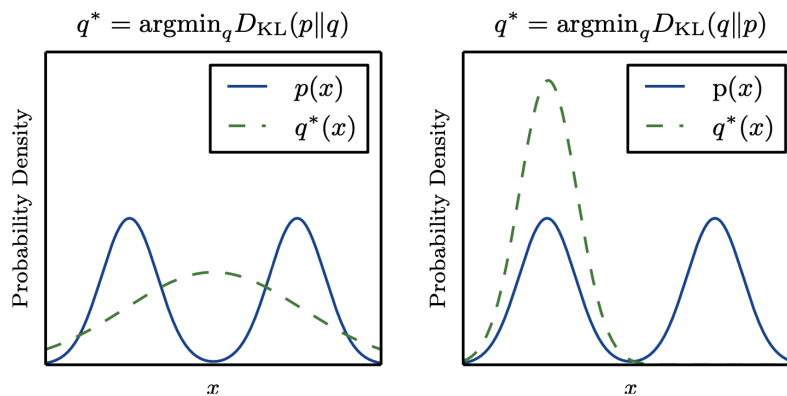 q* = argmin_q D_KL(p‖q)
Probability Density
p(x)
q*(x)
x
q* = argmin_q D_KL(q‖p)
Probability Density
p(x)
q*(x)
x